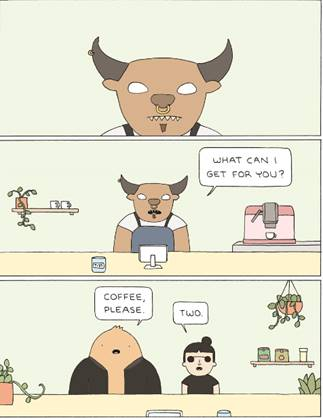 WHAT CAN I
GET FOR YOU?
COFFEE,
PLEASE.
TWO.